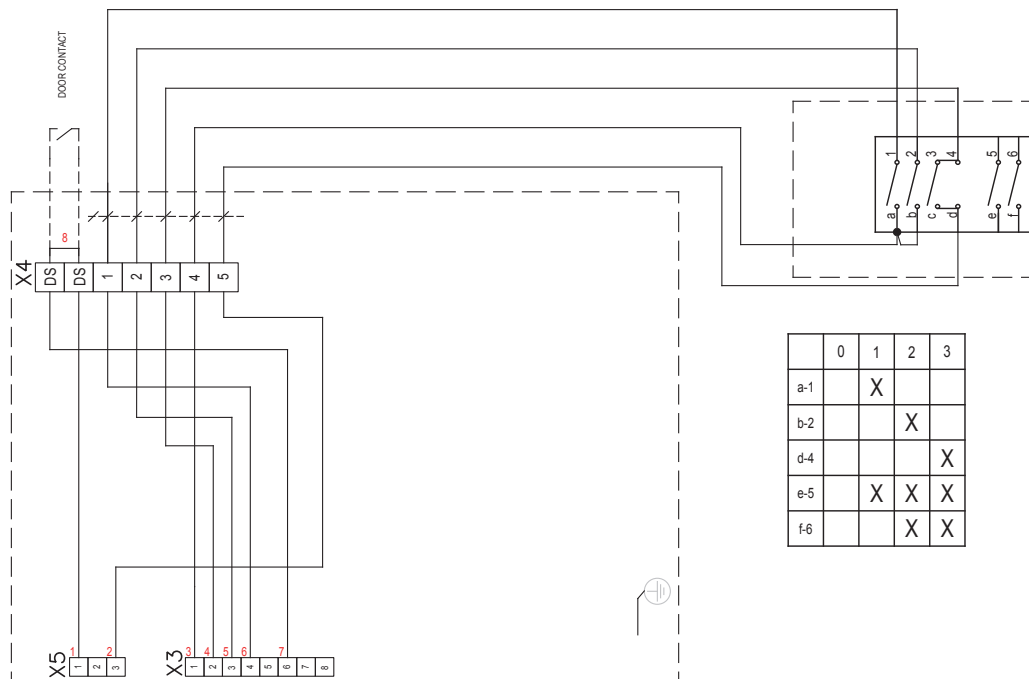 DOOR CONTACT
1 2 3 4 5 6
a b c d e f
8
X4
DS DS 1 2 3 4 5
0 1 2 3
a-1 X
b-2 X
d-4 X
e-5 X X X
f-6 X X
1 2 3 4 5 6 7
X5
1 2 3
X3
1 2 3 4 5 6 7 8